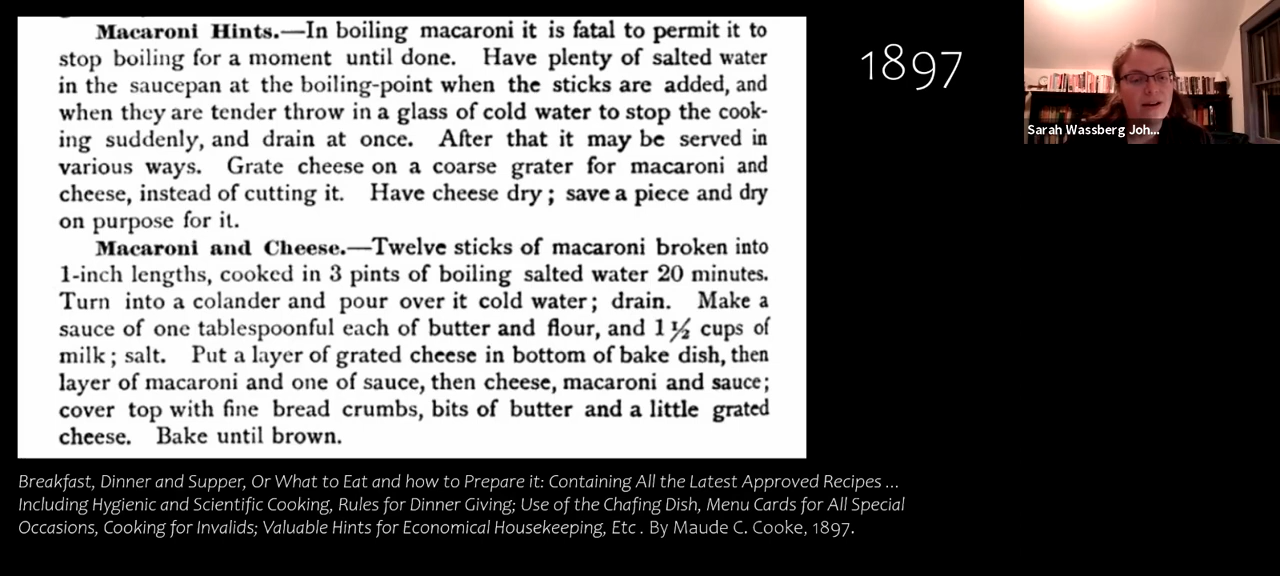 Macaroni Hints.—In boiling macaroni it is fatal to permit it to
stop boiling for a moment until done. Have plenty of salted water
in the saucepan at the boiling-point when the sticks are added, and
when they are tender throw in a glass of cold water to stop the cook-
ing suddenly, and drain at once. After that it may be served in
various ways. Grate cheese on a coarse grater for macaroni and
cheese, instead of cutting it. Have cheese dry; save a piece and dry
on purpose for it.
Macaroni and Cheese.—Twelve sticks of macaroni broken into
1-inch lengths, cooked in 3 pints of boiling salted water 20 minutes.
Turn into a colander and pour over it cold water; drain. Make a
sauce of one tablespoonful each of butter and flour, and 1½ cups of
milk; salt. Put a layer of grated cheese in bottom of bake dish, then
layer of macaroni and one of sauce, then cheese, macaroni and sauce;
cover top with fine bread crumbs, bits of butter and a little grated
cheese. Bake until brown.
1897
Sarah Wassberg Joh...
Breakfast, Dinner and Supper, Or What to Eat and how to Prepare it: Containing All the Latest Approved Recipes ...
Including Hygienic and Scientific Cooking, Rules for Dinner Giving; Use of the Chafing Dish, Menu Cards for All Special
Occasions, Cooking for Invalids; Valuable Hints for Economical Housekeeping, Etc . By Maude C. Cooke, 1897.